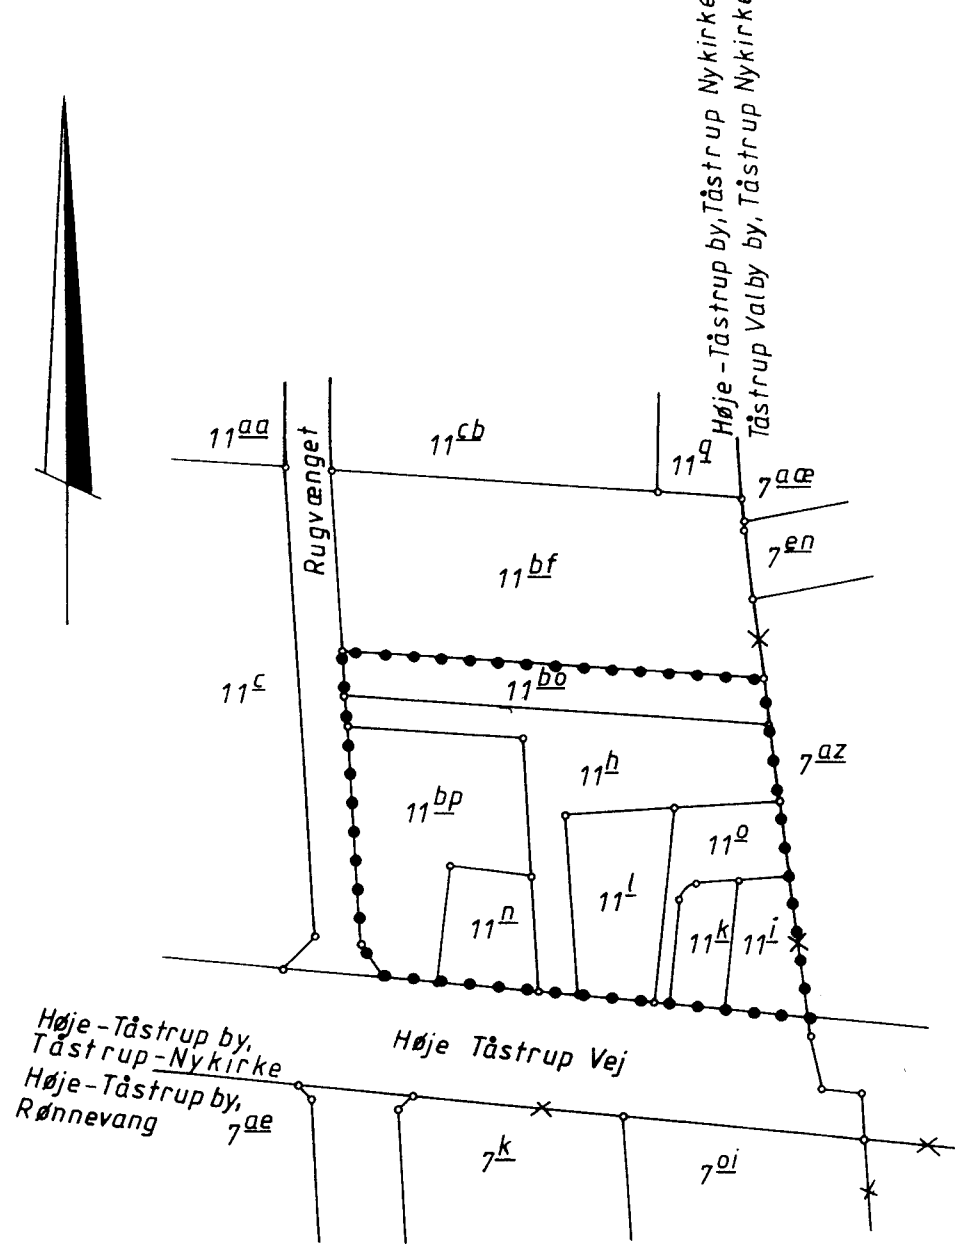 Høje-Tåstrup by, Tåstrup Nykirke
Tåstrup Valby by, Tåstrup Nykirke
11aa
Rugvænget
11cb
11q
7aæ
7en
11bf
11c
11bo
7az
11h
11bp
11o
11l
11n
11k
11i
Høje-Tåstrup by,
Tåstrup-Nykirke
Høje-Tåstrup by,
Rønnevang
7ae
Høje Tåstrup Vej
7k
7oi